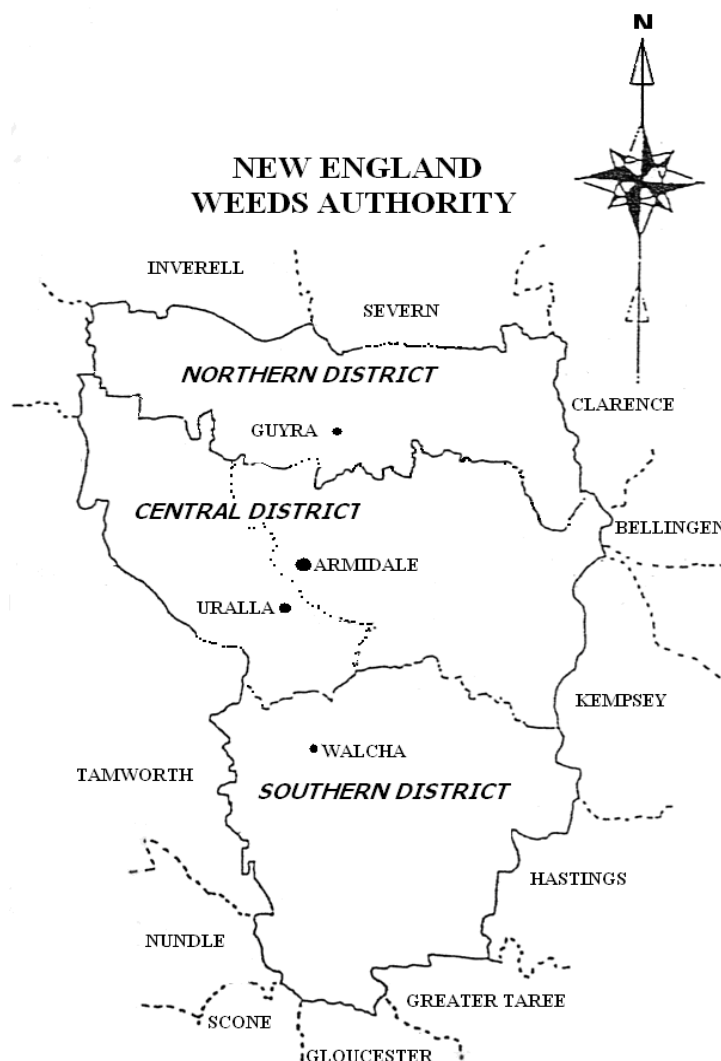 N
NEW ENGLAND
WEEDS AUTHORITY
INVERELL
SEVERN
NORTHERN DISTRICT
CLARENCE
GUYRA
CENTRAL DISTRICT
BELLINGEN
ARMIDALE
URALLA
KEMPSEY
WALCHA
TAMWORTH
SOUTHERN DISTRICT
HASTINGS
NUNDLE
GREATER TAREE
SCONE
GLOUCESTER